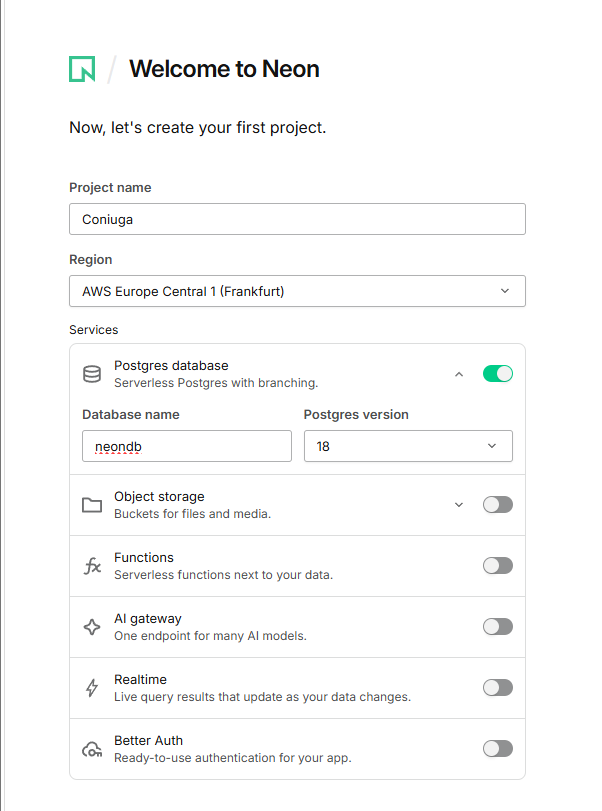 Welcome to Neon
Now, let's create your first project.
Project name
Coniuga
Region
AWS Europe Central 1 (Frankfurt)
Services
Postgres database
Serverless Postgres with branching.
Database name
Postgres version
neondb
18
Object storage
Buckets for files and media.
Functions
Serverless functions next to your data.
AI gateway
One endpoint for many AI models.
Realtime
Live query results that update as your data changes.
Better Auth
Ready-to-use authentication for your app.